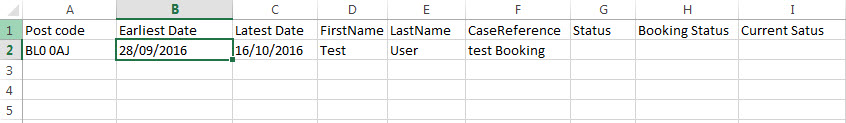 A B C D E F G H I
1 Post code Earliest Date Latest Date FirstName LastName CaseReference Status Booking Status Current Satus
2 BL0 0AJ 28/09/2016 16/10/2016 Test User test Booking
3
4
5